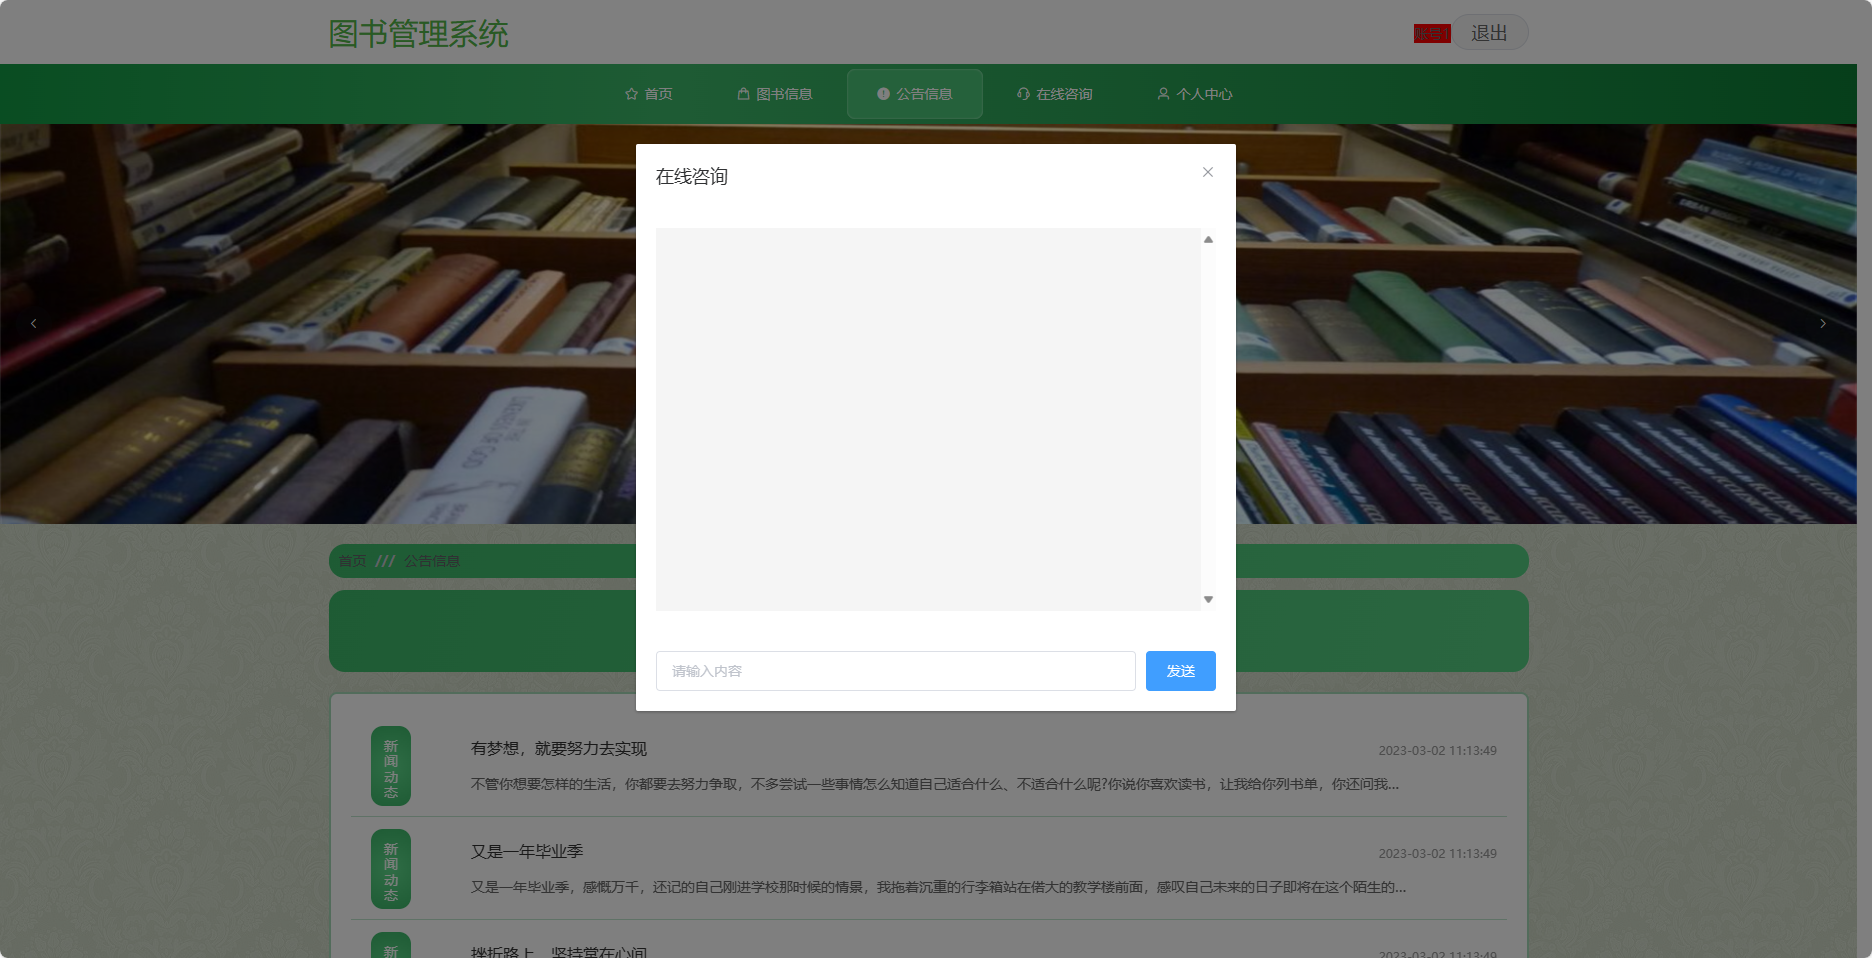 图书管理系统
退出
首页
图书信息
公告信息
在线咨询
个人中心
在线咨询
请输入内容
发送
首页 /// 公告信息
新闻动态
有梦想，就要努力去实现
2023-03-02 11:13:49
不管你想要怎样的生活，你都要去努力争取，不多尝试一些事情怎么知道自己适合什么、不适合什么呢?你说你喜欢读书，让我给你列书单，你还问我...
新闻动态
又是一年毕业季
2023-03-02 11:13:49
又是一年毕业季，感慨万千，还记的自己刚进学校那时候的情景，我拖着沉重的行李箱站在偌大的教学楼前面，感叹自己未来的日子即将在这个陌生的...
新
挫折路上，坚持常在心间
2023-03-02 11:13:49